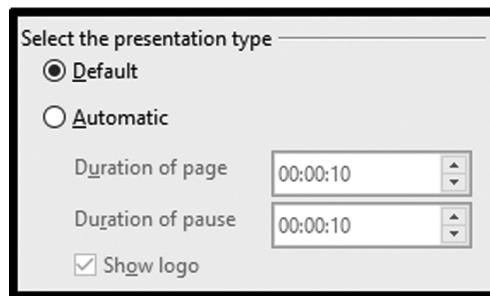 Select the presentation type
Default
Automatic
Duration of page 00:00:10
Duration of pause 00:00:10
Show logo